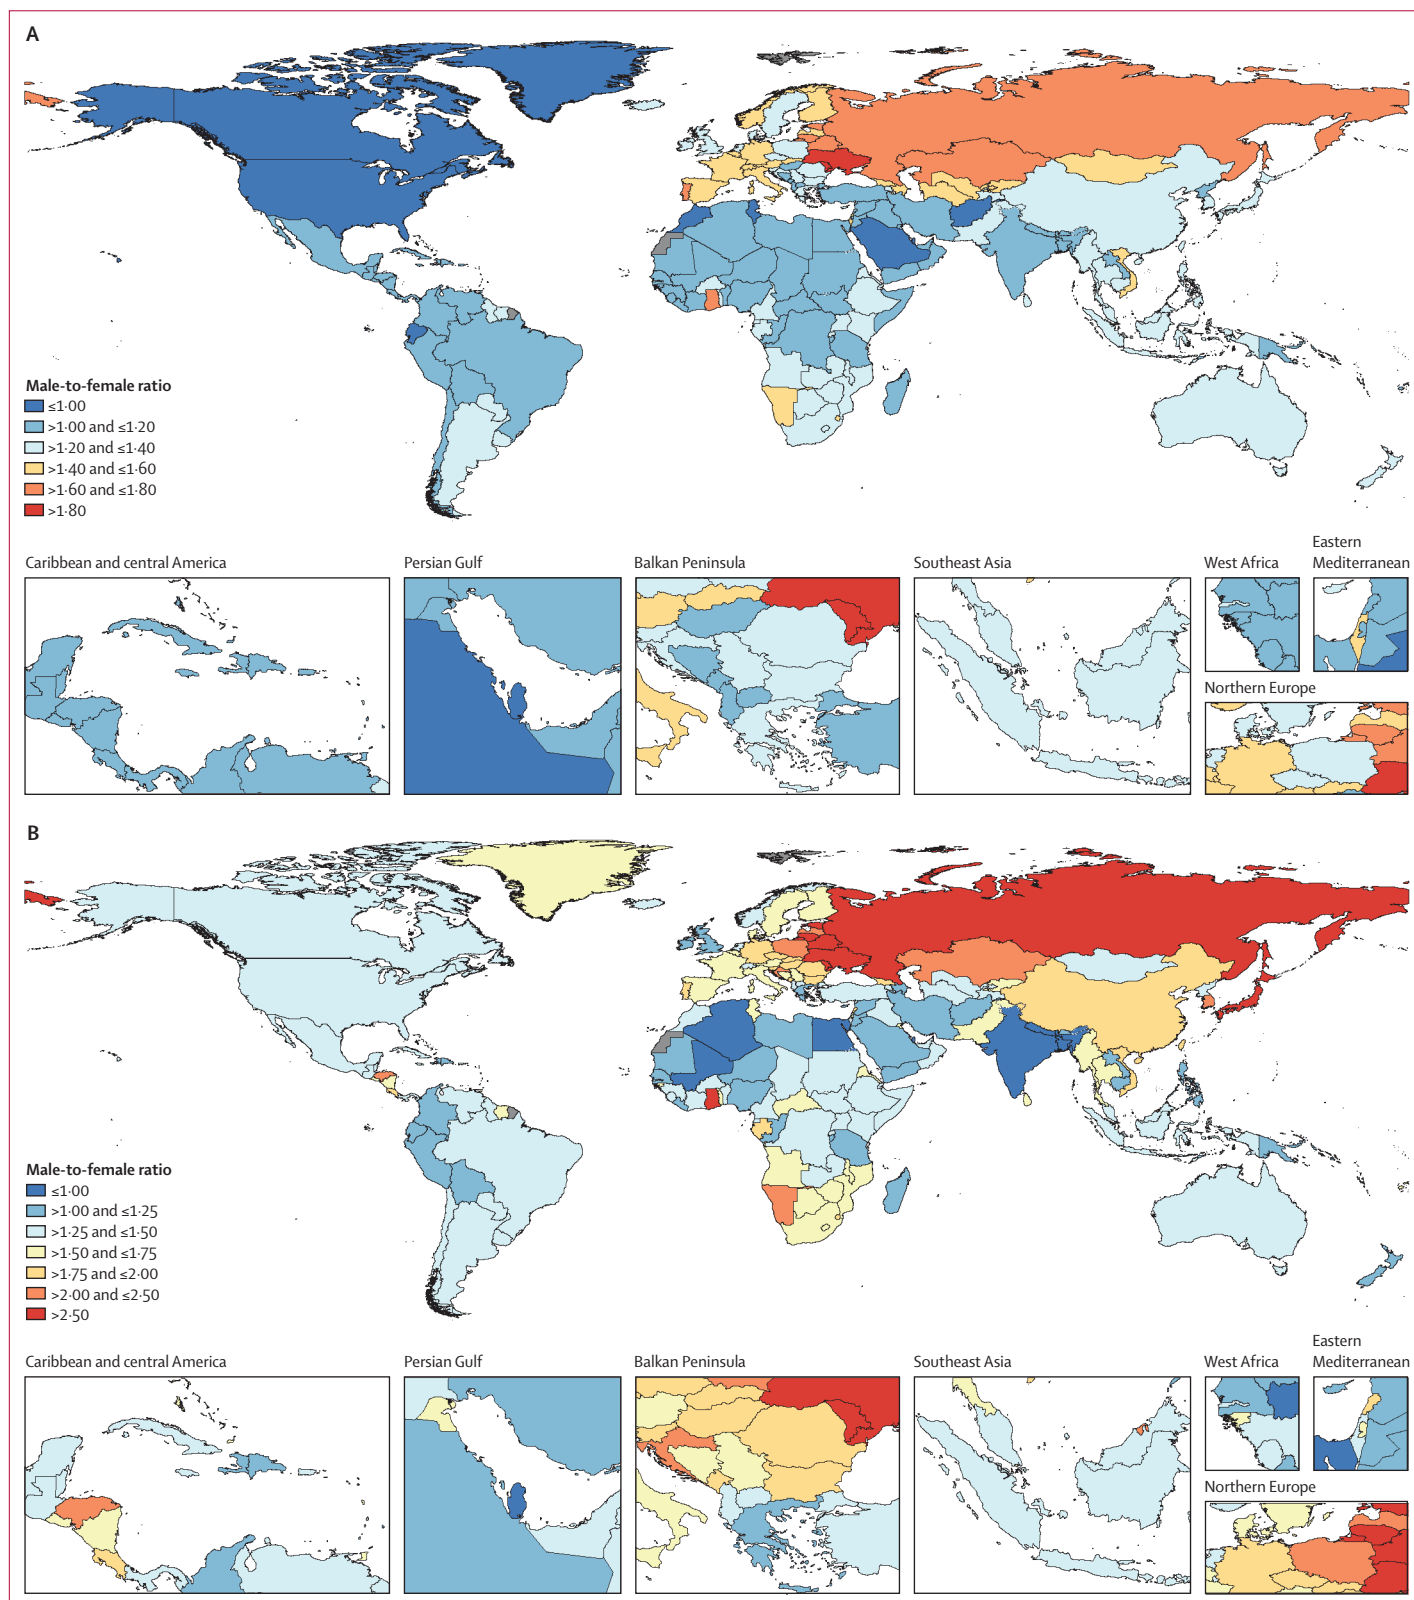 A
Male-to-female ratio
≤1·00
>1·00 and ≤1·20
>1·20 and ≤1·40
>1·40 and ≤1·60
>1·60 and ≤1·80
>1·80
Caribbean and central America
Persian Gulf
Balkan Peninsula
Southeast Asia
West Africa
Eastern
Mediterranean
Northern Europe
B
Male-to-female ratio
≤1·00
>1·00 and ≤1·25
>1·25 and ≤1·50
>1·50 and ≤1·75
>1·75 and ≤2·00
>2·00 and ≤2·50
>2·50
Caribbean and central America
Persian Gulf
Balkan Peninsula
Southeast Asia
West Africa
Eastern
Mediterranean
Northern Europe